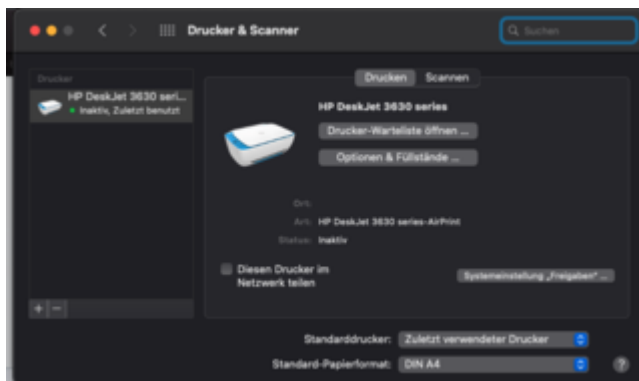 Drucker & Scanner
Suchen
Drucker
HP DeskJet 3630 seri...
Inaktiv, Zuletzt benutzt
Drucken Scannen
HP DeskJet 3630 series
Drucker-Warteliste öffnen ...
Optionen & Füllstände ...
Ort:
Art: HP DeskJet 3630 series-AirPrint
Status: Inaktiv
Diesen Drucker im
Netzwerk teilen
Systemeinstellung „Freigaben“ ...
+ −
Standarddrucker: Zuletzt verwendeter Drucker
Standard-Papierformat: DIN A4
?